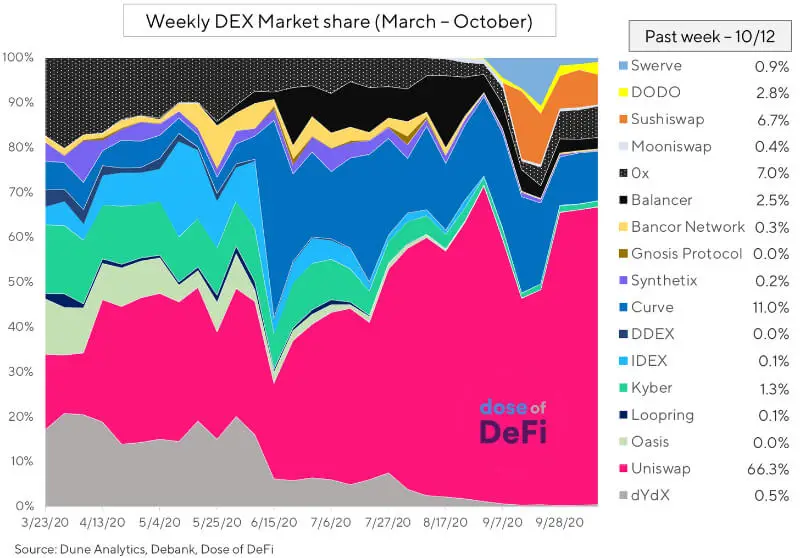 Weekly DEX Market share (March – October)
Past week – 10/12
100%
90%
80%
70%
60%
50%
40%
30%
20%
10%
0%
3/23/20 4/13/20 5/4/20 5/25/20 6/15/20 7/6/20 7/27/20 8/17/20 9/7/20 9/28/20
Swerve 0.9%
DODO 2.8%
Sushiswap 6.7%
Mooniswap 0.4%
0x 7.0%
Balancer 2.5%
Bancor Network 0.3%
Gnosis Protocol 0.0%
Synthetix 0.2%
Curve 11.0%
DDEX 0.0%
IDEX 0.1%
Kyber 1.3%
Loopring 0.1%
Oasis 0.0%
Uniswap 66.3%
dYdX 0.5%
dose of
DeFi
Source: Dune Analytics, Debank, Dose of DeFi